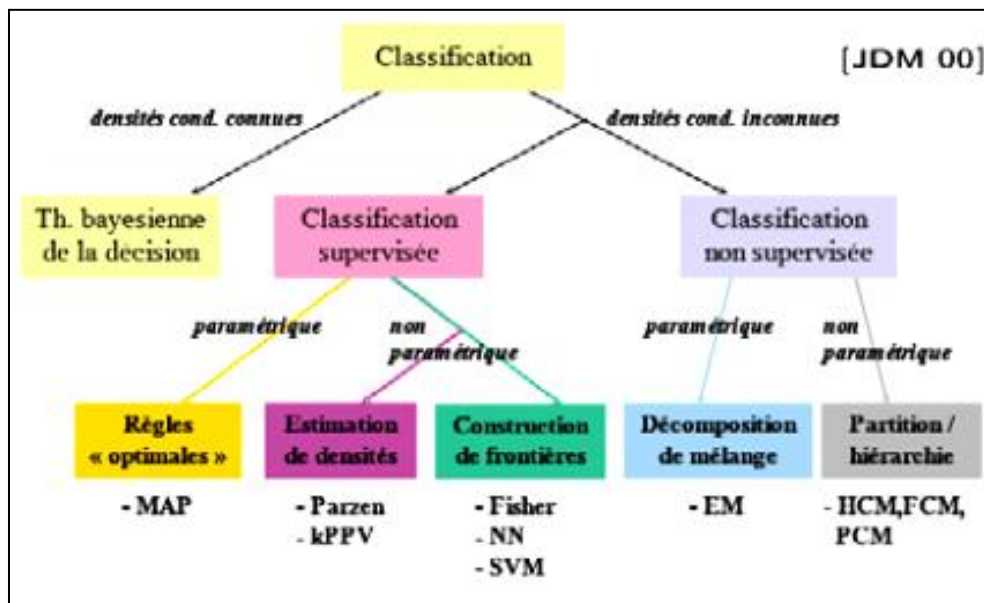 Classification
[JDM 00]
densités cond. connues
densités cond. inconnues
Th. bayesienne
de la décision
Classification
supervisée
Classification
non supervisée
paramétrique
non
paramétrique
paramétrique
non
paramétrique
Règles
« optimales »
Estimation
de densités
Construction
de frontières
Décomposition
de mélange
Partition /
hiérarchie
- MAP
- Parzen
- kPPV
- Fisher
- NN
- SVM
- EM
- HCM,FCM,
PCM